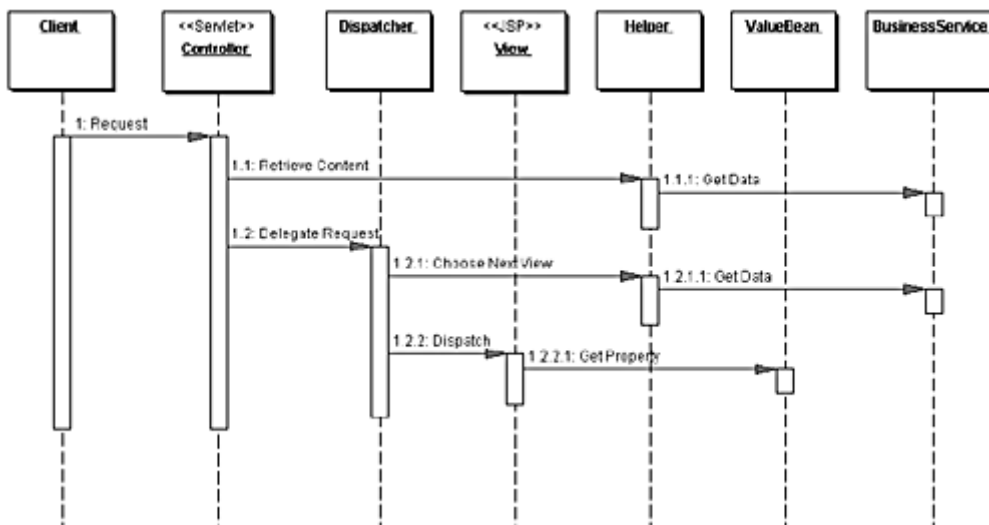 Client
<<Servlet>>
Controller
Dispatcher
<<JSP>>
View
Helper
ValueBean
BusinessService
1: Request
1.1: Retrieve Content
1.1.1: Get Data
1.2: Delegate Request
1.2.1: Choose Next View
1.2.1.1: Get Data
1.2.2: Dispatch
1.2.2.1: Get Property